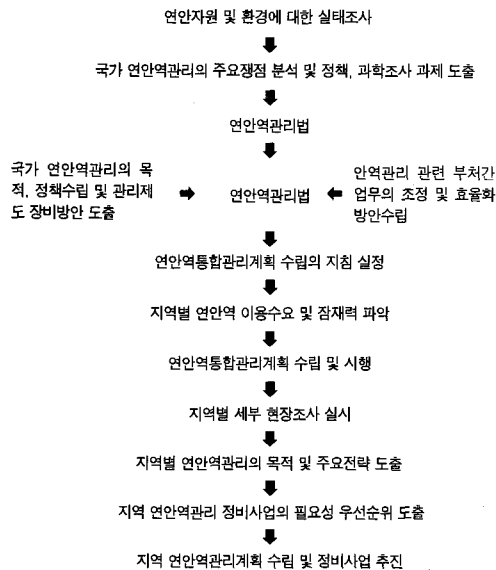 연안자원 및 환경에 대한 실태조사
국가 연안역관리의 주요쟁점 분석 및 정책, 과학조사 과제 도출
연안역관리법
국가 연안역관리의 목
적, 정책수립 및 관리제
도 장비방안 도출
연안역관리법
안역관리 관련 부처간
업무의 조정 및 효율화
방안수립
연안역통합관리계획 수립의 지침 실정
지역별 연안역 이용수요 및 잠재력 파악
연안역통합관리계획 수립 및 시행
지역별 세부 현장조사 실시
지역별 연안역관리의 목적 및 주요전략 도출
지역 연안역관리 정비사업의 필요성 우선순위 도출
지역 연안역관리계획 수립 및 정비사업 추진